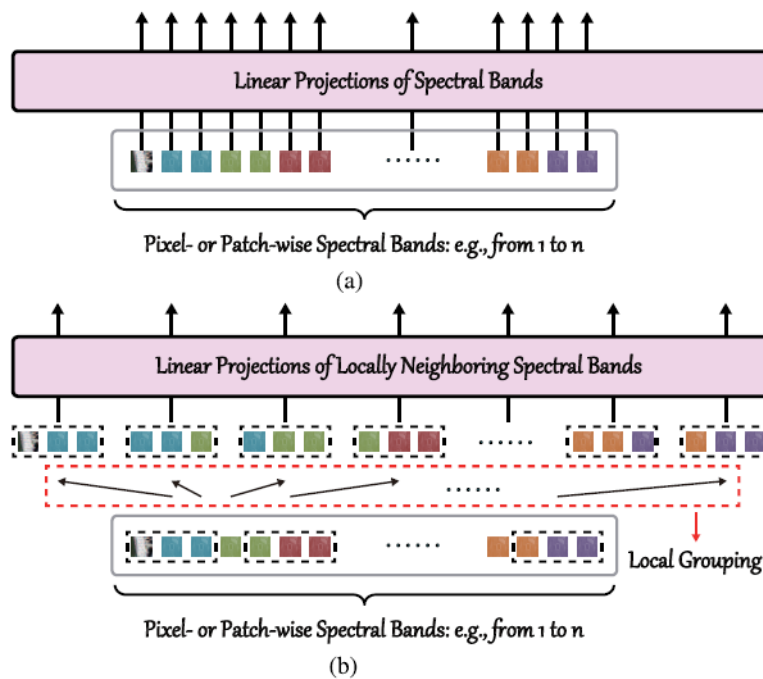 Linear Projections of Spectral Bands
......
Pixel- or Patch-wise Spectral Bands: e.g., from 1 to n
(a)
Linear Projections of Locally Neighboring Spectral Bands
......
......
......
Local Grouping
Pixel- or Patch-wise Spectral Bands: e.g., from 1 to n
(b)